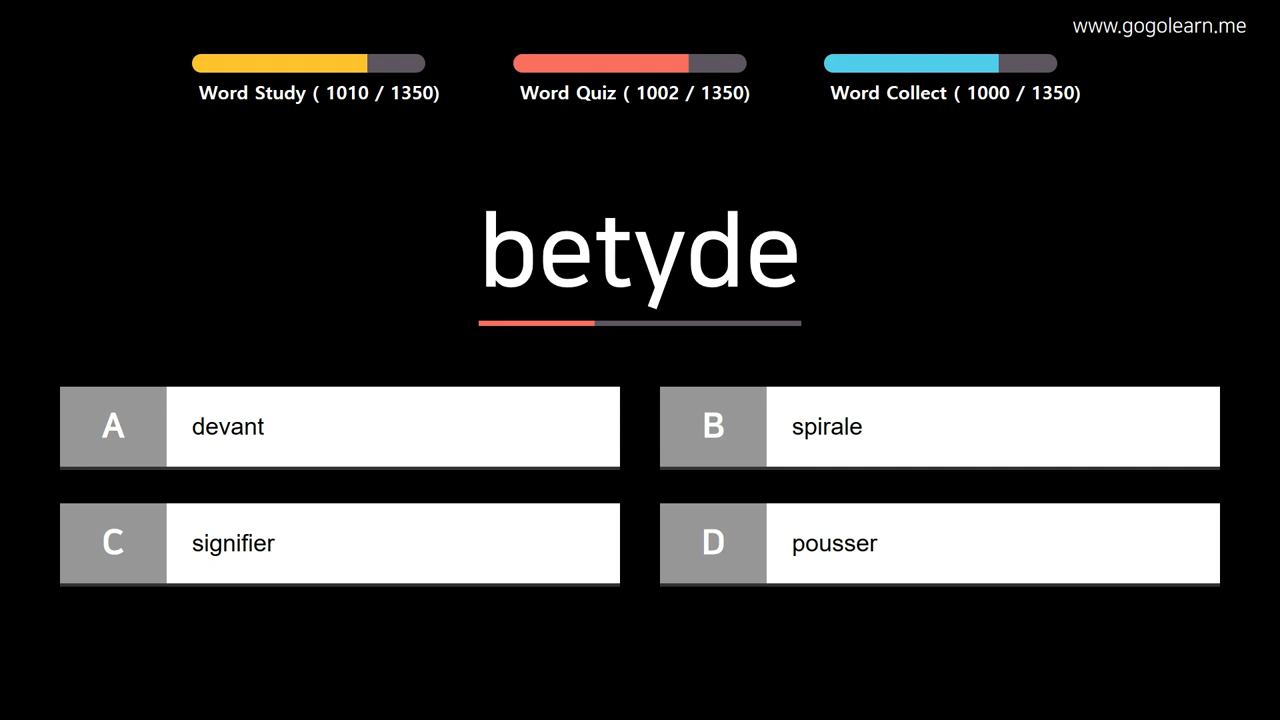 www.gogolearn.me
Word Study ( 1010 / 1350)
Word Quiz ( 1002 / 1350)
Word Collect ( 1000 / 1350)
betyde
A devant
B spirale
C signifier
D pousser